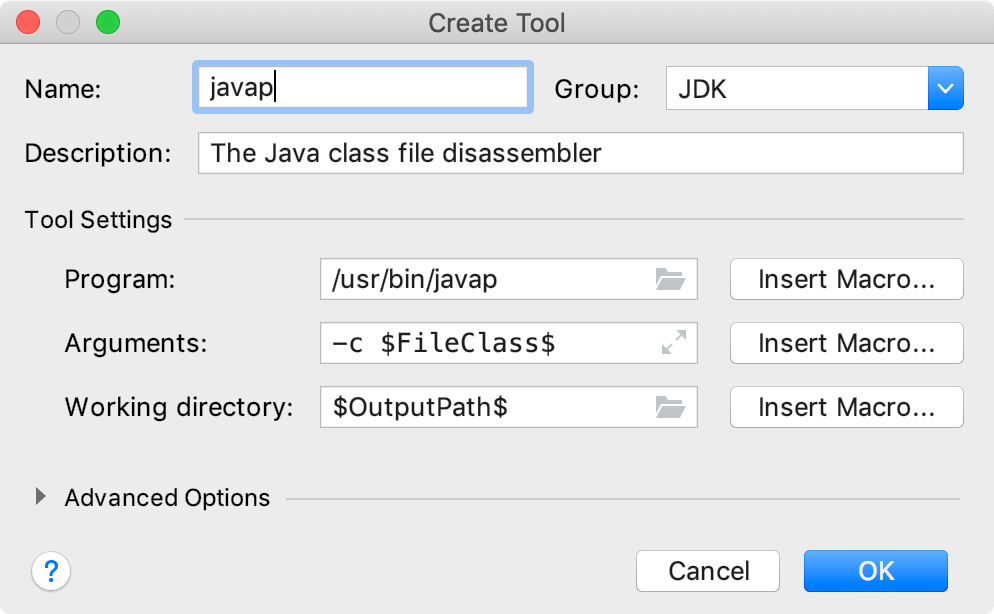 Create Tool
Name: javap Group: JDK
Description: The Java class file disassembler
Tool Settings
Program: /usr/bin/javap Insert Macro...
Arguments: -c $FileClass$ Insert Macro...
Working directory: $OutputPath$ Insert Macro...
Advanced Options
? Cancel OK